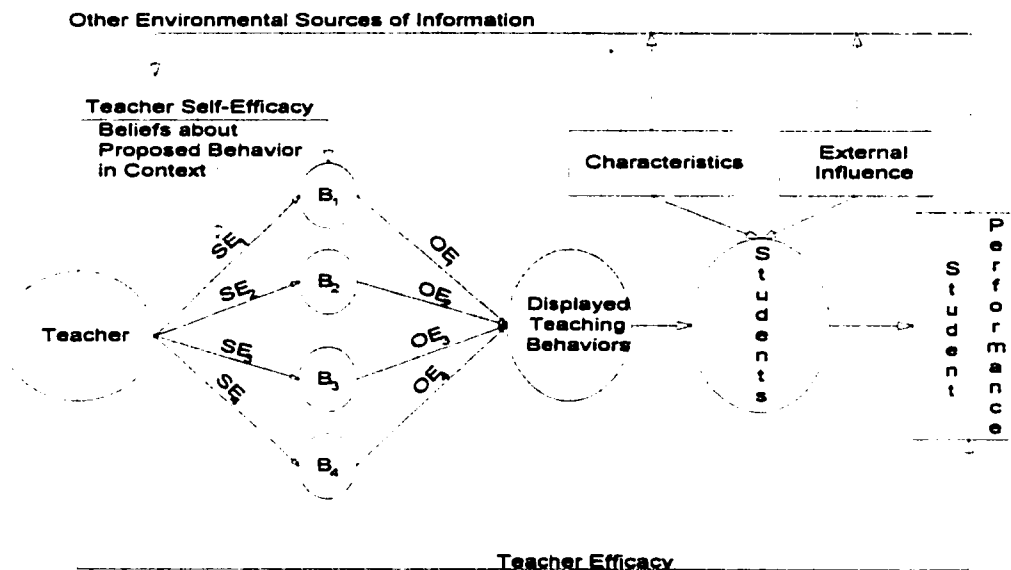 Other Environmental Sources of Information
Teacher Self-Efficacy
Beliefs about
Proposed Behavior
in Context
Characteristics
External
Influence
Teacher
SE₁
SE₂
SE₃
SE₄
B₁
B₂
B₃
B₄
OE₁
OE₂
OE₃
OE₄
Displayed
Teaching
Behaviors
Students
Student
Performance
Teacher Efficacy